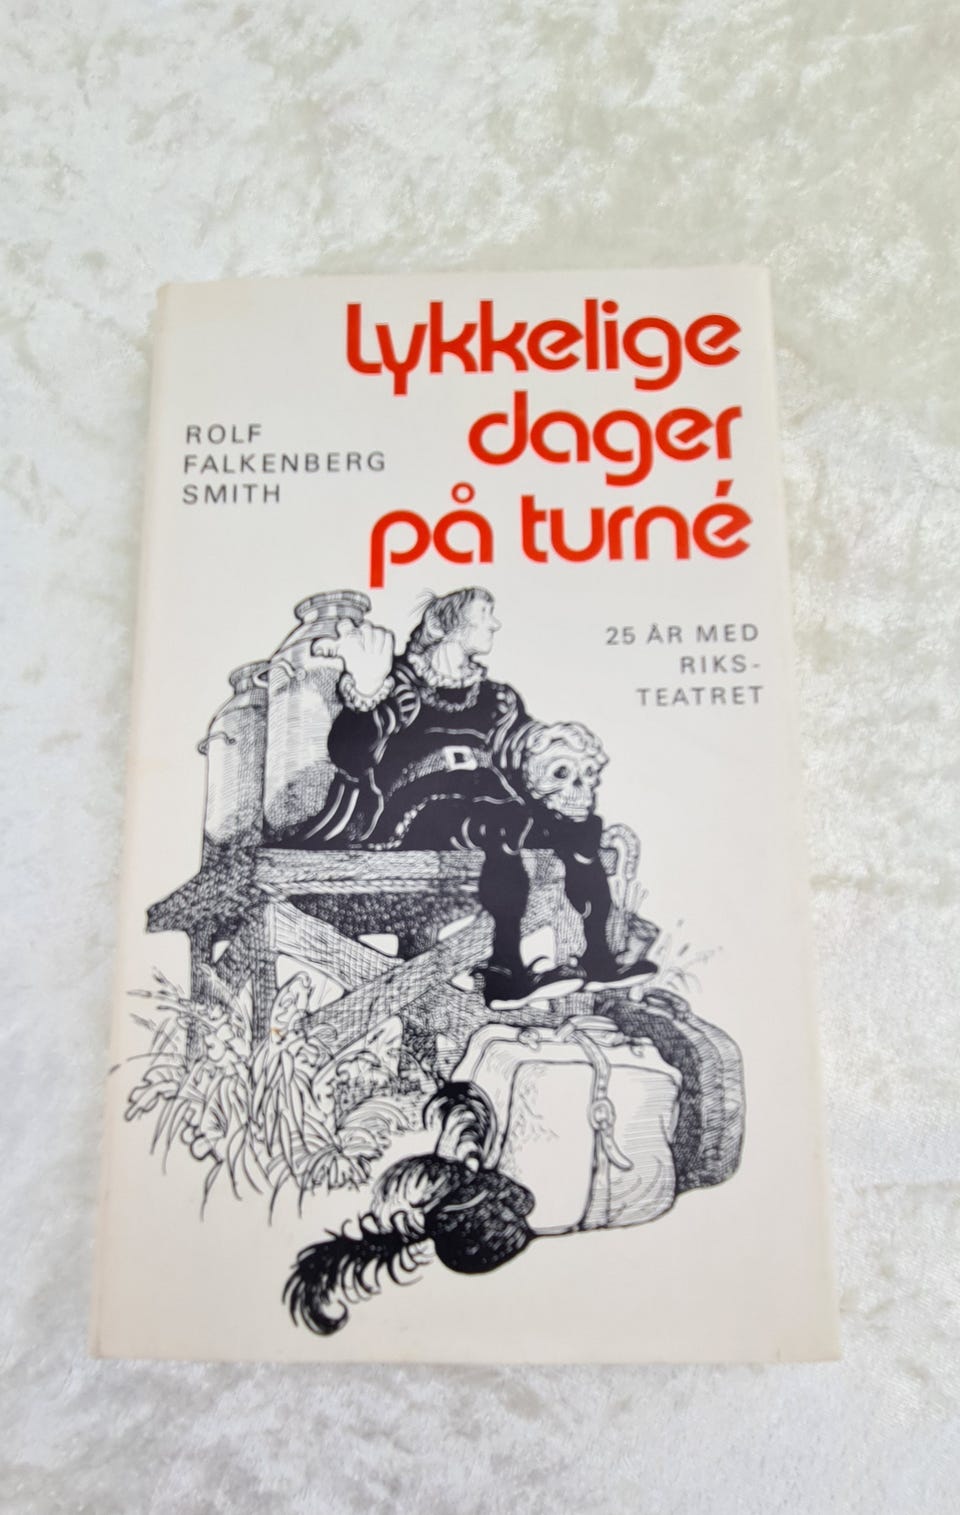 Lykkelige
dager
på turné
ROLF
FALKENBERG
SMITH
25 ÅR MED
RIKS-
TEATRET